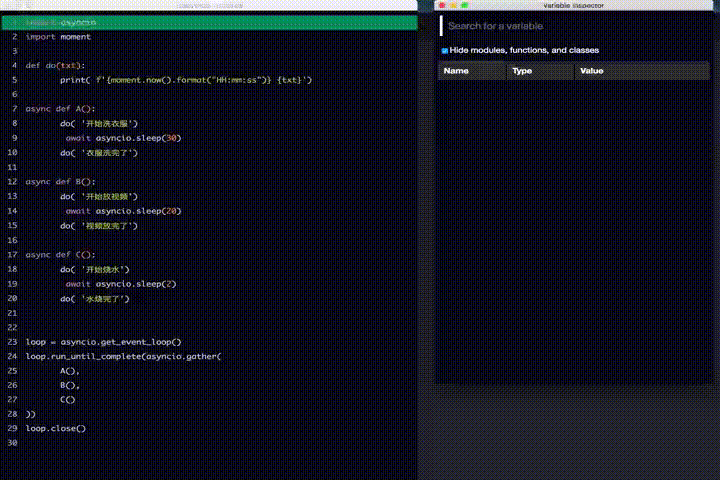 1 import asyncio
2 import moment
3
4 def do(txt):
5 print( f'{moment.now().format("HH:mm:ss")} {txt}')
6
7 async def A():
8 do( '开始洗衣服')
9 await asyncio.sleep(30)
10 do( '衣服洗完了')
11
12 async def B():
13 do( '开始放视频')
14 await asyncio.sleep(20)
15 do( '视频放完了')
16
17 async def C():
18 do( '开始烧水')
19 await asyncio.sleep(2)
20 do( '水烧完了')
21
22
23 loop = asyncio.get_event_loop()
24 loop.run_until_complete(asyncio.gather(
25 A(),
26 B(),
27 C()
28 ))
29 loop.close()
30
Variable Inspector
Search for a variable
Hide modules, functions, and classes
Name Type Value